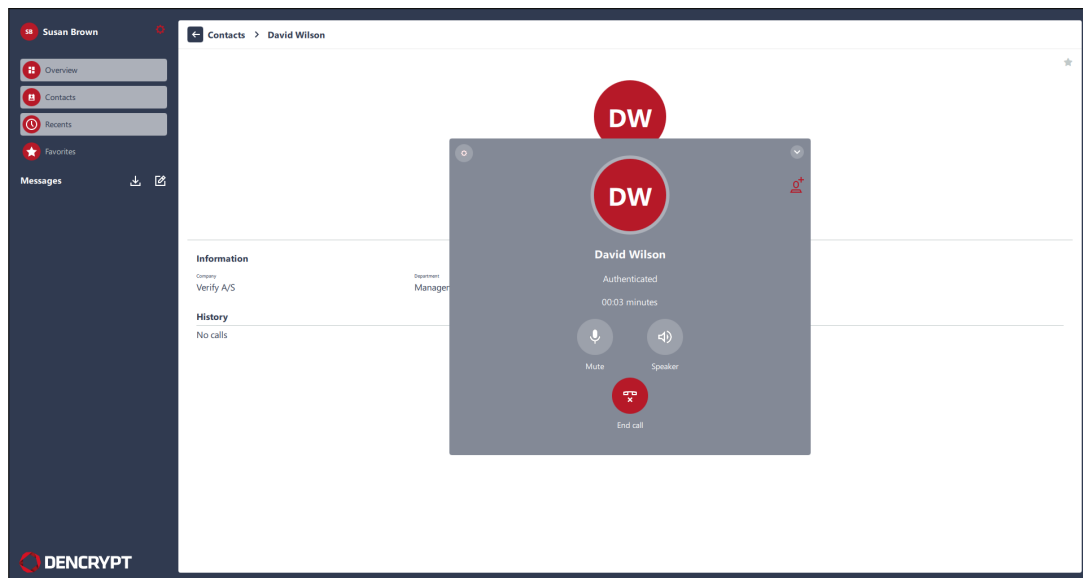 SB Susan Brown
Contacts > David Wilson
Overview
Contacts
Recents
Favorites
Messages
DW
DW
David Wilson
Authenticated
00:03 minutes
Mute Speaker
End call
Information
Company Department
Verify A/S Manager
History
No calls
DENCRYPT